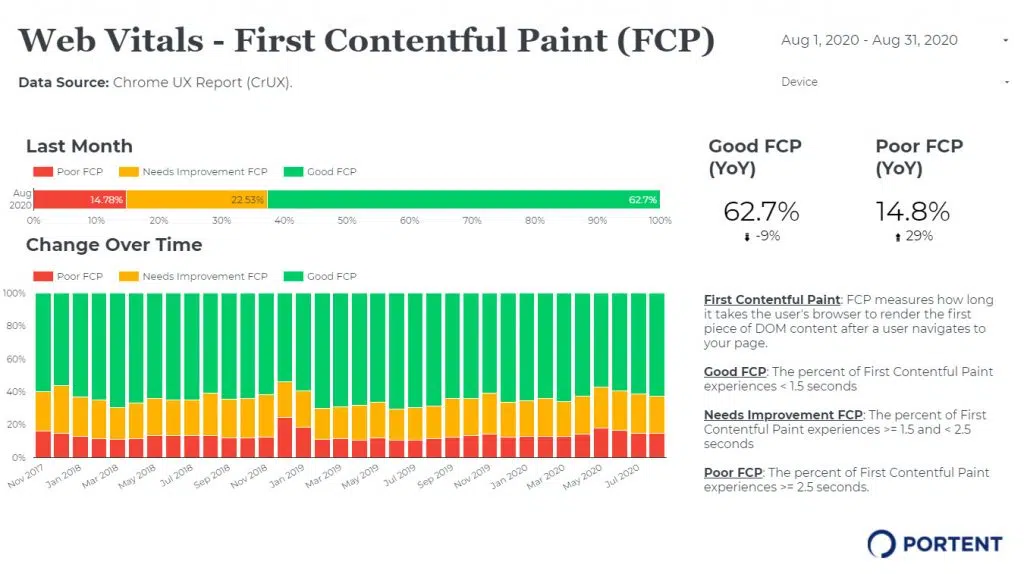 Web Vitals - First Contentful Paint (FCP)
Aug 1, 2020 - Aug 31, 2020
Data Source: Chrome UX Report (CrUX).
Device
Last Month
Poor FCP
Needs Improvement FCP
Good FCP
Aug
2020
14.78%
22.53%
62.7%
0%
10%
20%
30%
40%
50%
60%
70%
80%
90%
100%
Good FCP
(YoY)
62.7%
-9%
Poor FCP
(YoY)
14.8%
29%
Change Over Time
Poor FCP
Needs Improvement FCP
Good FCP
100%
80%
60%
40%
20%
0%
Nov 2017
Jan 2018
Mar 2018
May 2018
Jul 2018
Sep 2018
Nov 2018
Jan 2019
Mar 2019
May 2019
Jul 2019
Sep 2019
Nov 2019
Jan 2020
Mar 2020
May 2020
Jul 2020
First Contentful Paint: FCP measures how long
it takes the user's browser to render the first
piece of DOM content after a user navigates to
your page.
Good FCP: The percent of First Contentful Paint
experiences < 1.5 seconds
Needs Improvement FCP: The percent of First
Contentful Paint experiences >= 1.5 and < 2.5
seconds
Poor FCP: The percent of First Contentful Paint
experiences >= 2.5 seconds.
PORTENT